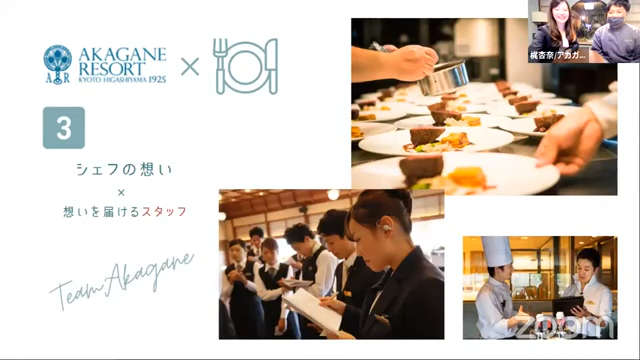 AKAGANE
RESORT
KYOTO HIGASHIYAMA 1925
A R
×
3
シェフの想い
×
想いを届けるスタッフ
Team Akagane
梶杏奈/アカガ...
zoom